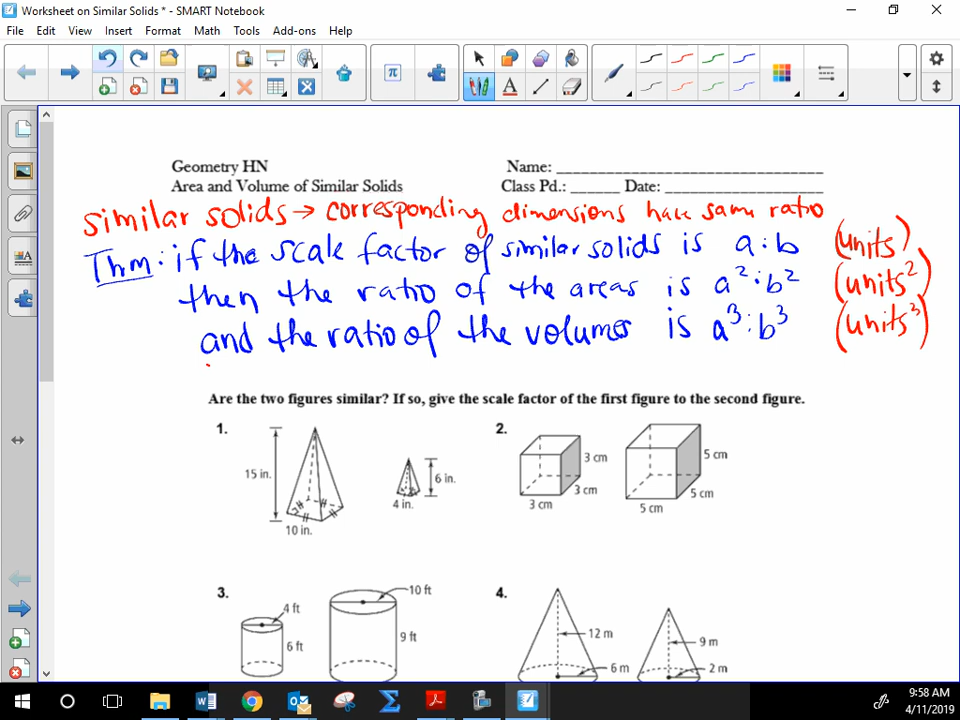 Worksheet on Similar Solids * - SMART Notebook
File Edit View Insert Format Math Tools Add-ons Help
Geometry HN
Name:
Area and Volume of Similar Solids
Class Pd.: Date:
similar solids → corresponding dimensions have same ratio
Thm: if the scale factor of similar solids is a:b (units)
then the ratio of the areas is a²:b² (units²)
and the ratio of the volumes is a³:b³ (units³)
Are the two figures similar? If so, give the scale factor of the first figure to the second figure.
1.
15 in.
10 in.
6 in.
4 in.
2.
3 cm
3 cm
3 cm
5 cm
5 cm
5 cm
3.
4 ft
6 ft
10 ft
9 ft
4.
12 m
6 m
9 m
2 m
9:58 AM
4/11/2019